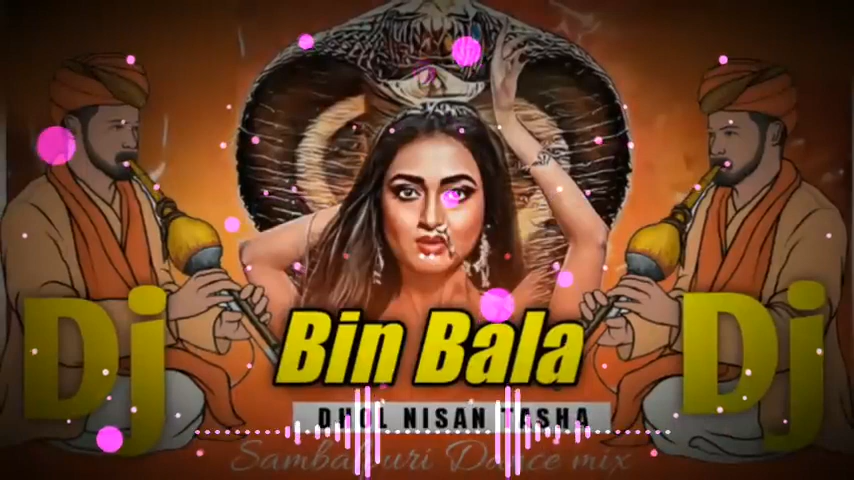 Bin Bala
Dj Dj
DHOL NISAN TASHA
Sambalpuri Dance mix